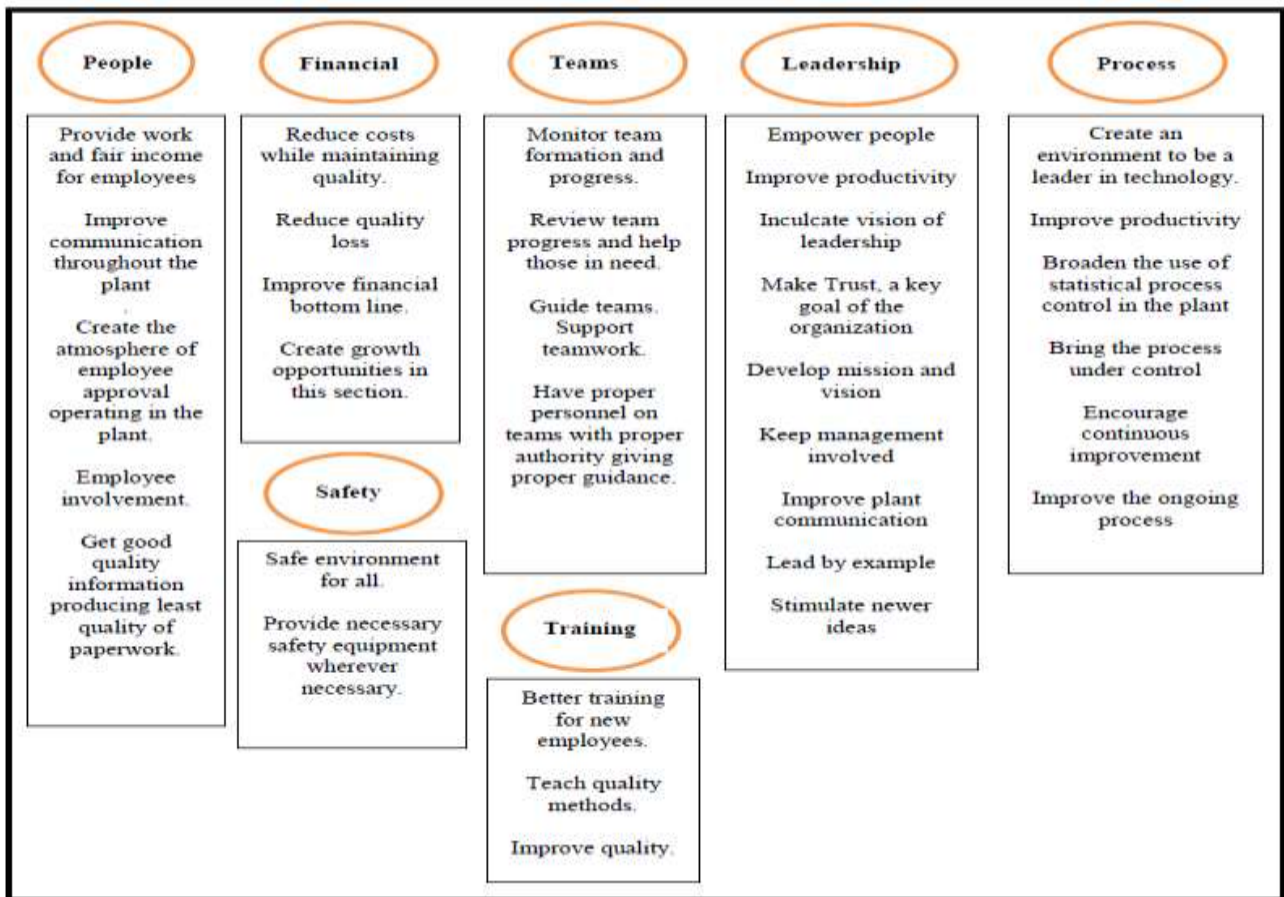 People
Provide work
and fair income
for employees
Improve
communication
throughout the
plant
.
Create the
atmosphere of
employee
approval
operating in the
plant.
Employee
involvement.
Get good
quality
information
producing least
quality of
paperwork.
Financial
Reduce costs
while maintaining
quality.
Reduce quality
loss
Improve financial
bottom line.
Create growth
opportunities in
this section.
Safety
Safe environment
for all.
Provide necessary
safety equipment
wherever
necessary.
Teams
Monitor team
formation and
progress.
Review team
progress and help
those in need.
Guide teams.
Support
teamwork.
Have proper
personnel on
teams with proper
authority giving
proper guidance.
Training
Better training
for new
employees.
Teach quality
methods.
Improve quality.
Leadership
Empower people
Improve productivity
Inculcate vision of
leadership
Make Trust, a key
goal of the
organization
Develop mission and
vision
Keep management
involved
Improve plant
communication
Lead by example
Stimulate newer
ideas
Process
Create an
environment to be a
leader in technology.
Improve productivity
Broaden the use of
statistical process
control in the plant
Bring the process
under control
Encourage
continuous
improvement
Improve the ongoing
process